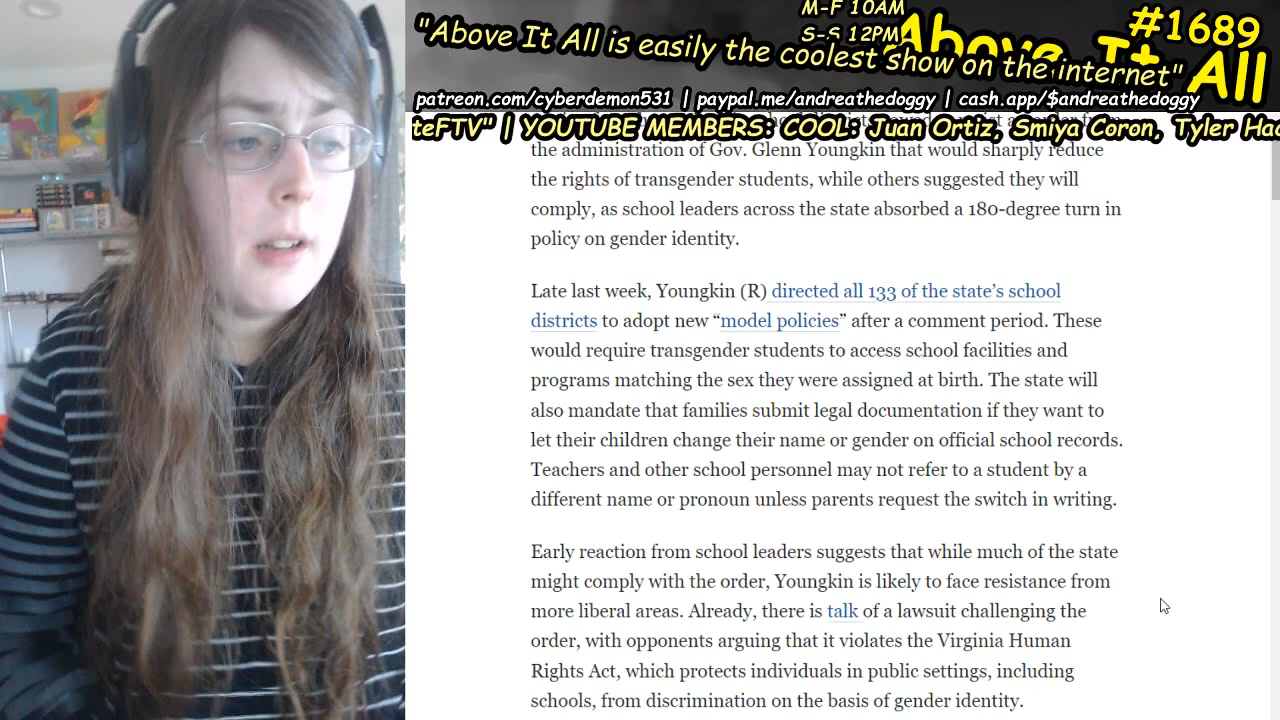 M-F 10AM
S-S 12PM
#1689
Above It All
"Above It All is easily the coolest show on the internet"
patreon.com/cyberdemon531 | paypal.me/andreathedoggy | cash.app/$andreathedoggy
teFTV" | YOUTUBE MEMBERS: COOL: Juan Ortiz, Smiya Coron, Tyler Hac
the administration of Gov. Glenn Youngkin that would sharply reduce
the rights of transgender students, while others suggested they will
comply, as school leaders across the state absorbed a 180-degree turn in
policy on gender identity.
Late last week, Youngkin (R) directed all 133 of the state’s school
districts to adopt new “model policies” after a comment period. These
would require transgender students to access school facilities and
programs matching the sex they were assigned at birth. The state will
also mandate that families submit legal documentation if they want to
let their children change their name or gender on official school records.
Teachers and other school personnel may not refer to a student by a
different name or pronoun unless parents request the switch in writing.
Early reaction from school leaders suggests that while much of the state
might comply with the order, Youngkin is likely to face resistance from
more liberal areas. Already, there is talk of a lawsuit challenging the
order, with opponents arguing that it violates the Virginia Human
Rights Act, which protects individuals in public settings, including
schools, from discrimination on the basis of gender identity.